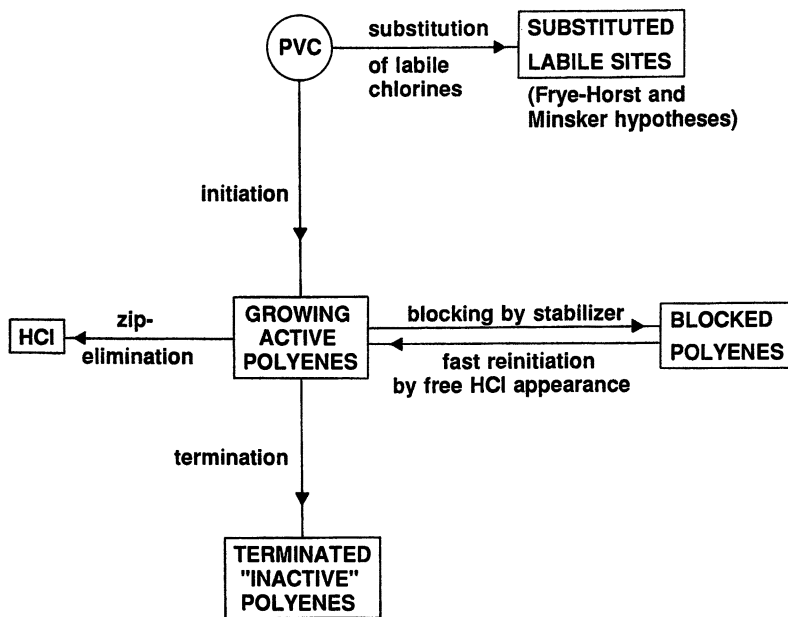 PVC
substitution
of labile
chlorines
SUBSTITUTED
LABILE SITES
(Frye-Horst and
Minsker hypotheses)
initiation
HCl
zip-
elimination
GROWING
ACTIVE
POLYENES
blocking by stabilizer
fast reinitiation
by free HCl appearance
BLOCKED
POLYENES
termination
TERMINATED
"INACTIVE"
POLYENES